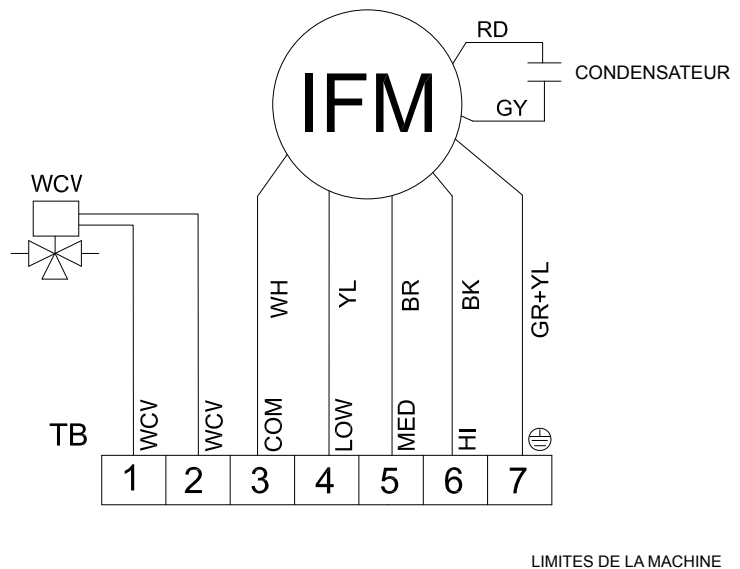 RD
IFM
CONDENSATEUR
GY
WCV
WH
YL
BR
BK
GR+YL
TB
WCV
WCV
COM
LOW
MED
HI
1 2 3 4 5 6 7
LIMITES DE LA MACHINE